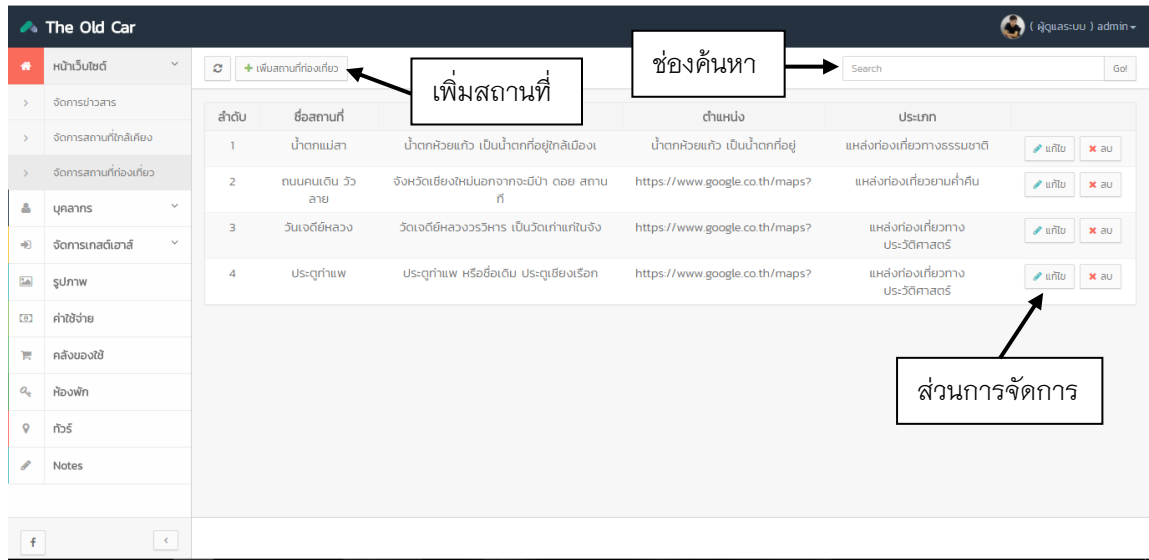 The Old Car
( ผู้ดูแลระบบ ) admin
หน้าเว็บไซต์
จัดการข่าวสาร
จัดการสถานที่ใกล้เคียง
จัดการสถานที่ท่องเที่ยว
บุคลากร
จัดการเกสต์เฮาส์
รูปภาพ
ค่าใช้จ่าย
คลังของใช้
ห้องพัก
ทัวร์
Notes
เพิ่มสถานที่ท่องเที่ยว
เพิ่มสถานที่
ช่องค้นหา
Search
Go!
ลำดับ ชื่อสถานที่ ตำแหน่ง ประเภท
1 น้ำตกแม่สา น้ำตกห้วยแก้ว เป็นน้ำตกที่อยู่ใกล้เมืองเ น้ำตกห้วยแก้ว เป็นน้ำตกที่อยู่ แหล่งท่องเที่ยวทางธรรมชาติ แก้ไข ลบ
2 ถนนคนเดิน วัว จังหวัดเชียงใหม่นอกจากจะมีป่า ดอย สถาน https://www.google.co.th/maps? แหล่งท่องเที่ยวยามค่ำคืน แก้ไข ลบ
ลาย ที่
3 วันเจดีย์หลวง วัดเจดีย์หลวงวรวิหาร เป็นวัดเก่าแก่ในจัง https://www.google.co.th/maps? แหล่งท่องเที่ยวทาง แก้ไข ลบ
ประวัติศาสตร์
4 ประตูท่าแพ ประตูท่าแพ หรือชื่อเดิม ประตูเชียงเรือก https://www.google.co.th/maps? แหล่งท่องเที่ยวทาง แก้ไข ลบ
ประวัติศาสตร์
ส่วนการจัดการ